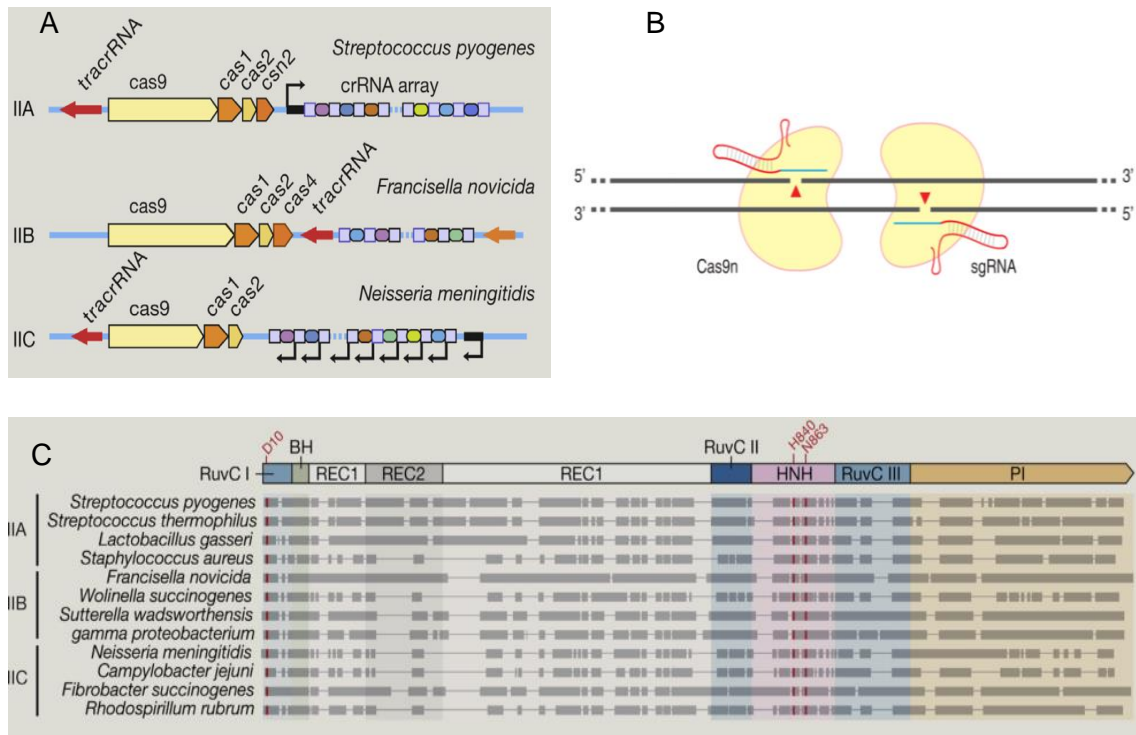 A
tracrRNA
cas9
cas1
cas2
csn2
Streptococcus pyogenes
crRNA array
IIA
tracrRNA
Francisella novicida
cas9
cas1
cas2
cas4
IIB
tracrRNA
Neisseria meningitidis
cas9
cas1
cas2
IIC
B
5' 3'
3' 5'
Cas9n sgRNA
C
D10 H840 N863
BH RuvC II
RuvC I REC1 REC2 REC1 HNH RuvC III PI
IIA
Streptococcus pyogenes
Streptococcus thermophilus
Lactobacillus gasseri
Staphylococcus aureus
IIB
Francisella novicida
Wolinella succinogenes
Sutterella wadsworthensis
gamma proteobacterium
IIC
Neisseria meningitidis
Campylobacter jejuni
Fibrobacter succinogenes
Rhodospirillum rubrum